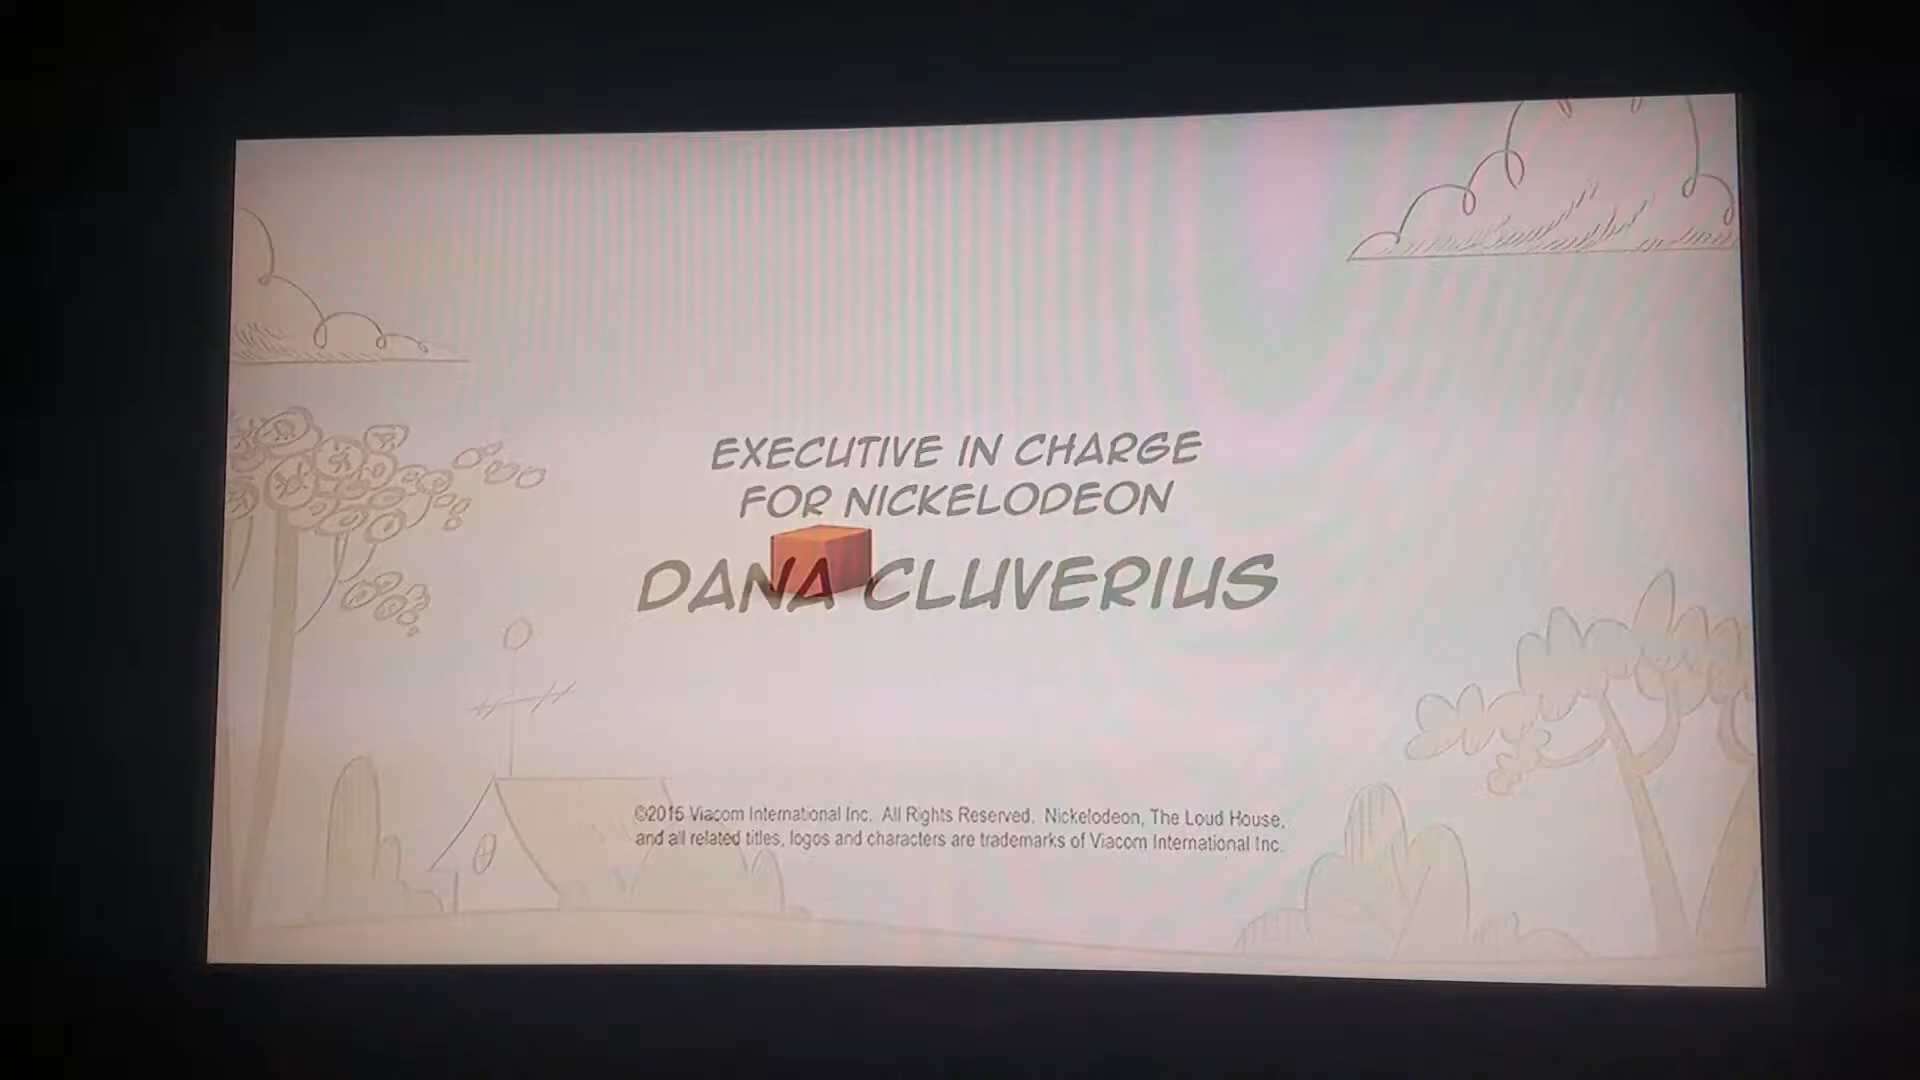 EXECUTIVE IN CHARGE
FOR NICKELODEON
DANA CLUVERIUS
©2016 Viacom International Inc. All Rights Reserved. Nickelodeon, The Loud House,
and all related titles, logos and characters are trademarks of Viacom International Inc.